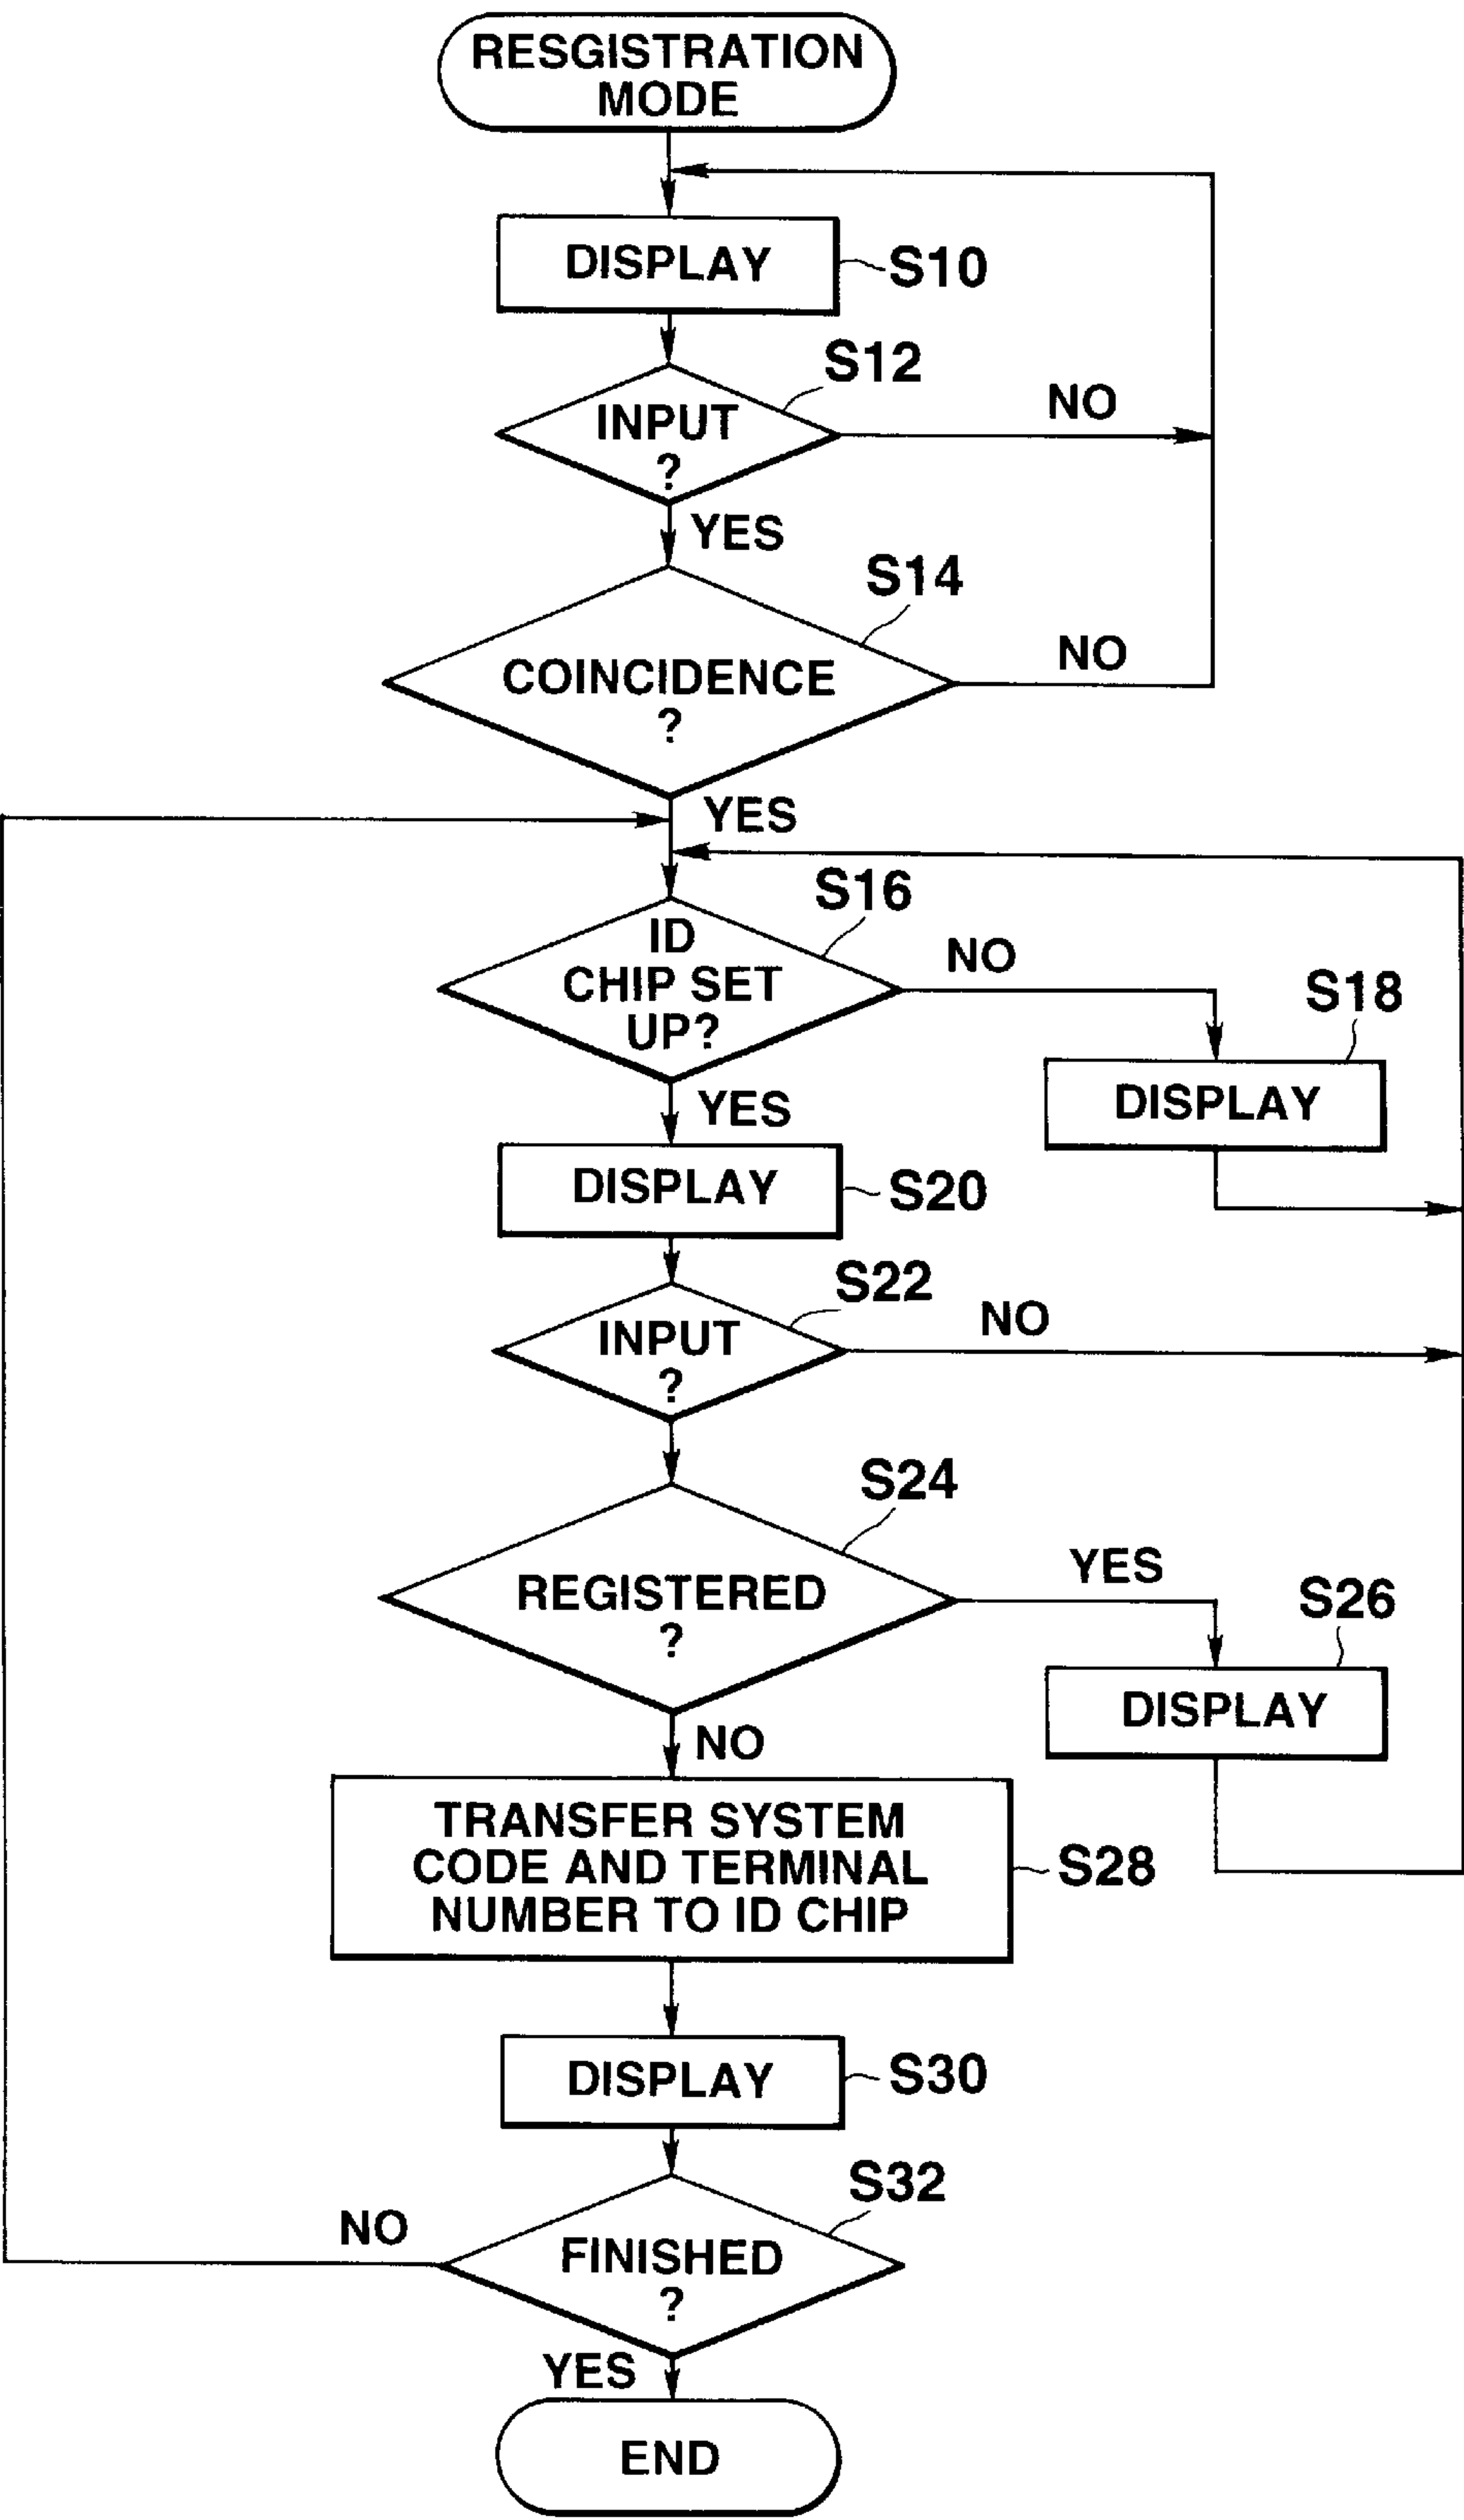 RESGISTRATION
MODE
DISPLAY
S10
S12
INPUT
?
NO
YES
S14
COINCIDENCE
?
NO
YES
S16
ID
CHIP SET
UP?
NO
S18
DISPLAY
YES
DISPLAY
S20
S22
INPUT
?
NO
S24
REGISTERED
?
YES
S26
DISPLAY
NO
TRANSFER SYSTEM
CODE AND TERMINAL
NUMBER TO ID CHIP
S28
DISPLAY
S30
S32
FINISHED
?
NO
YES
END